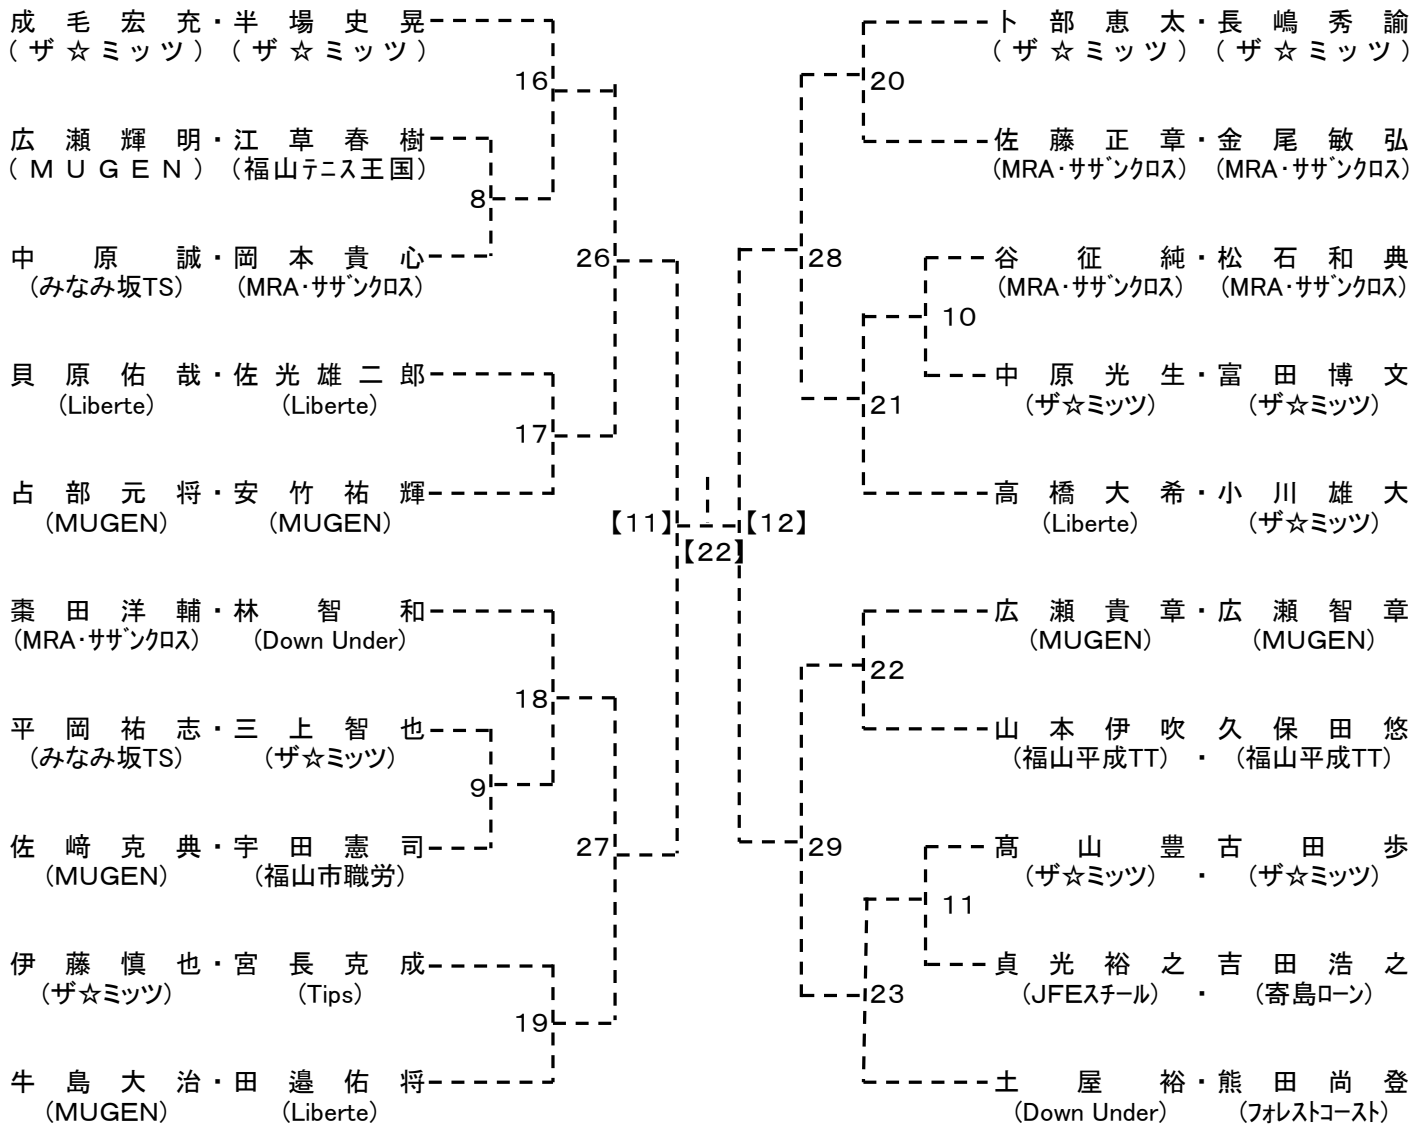 成毛宏充・半場史晃
(ザ☆ミッツ) (ザ☆ミッツ)
16
広瀬輝明・江草春樹
(MUGEN) (福山テニス王国)
8
中原誠・岡本貴心
(みなみ坂TS) (MRA・サザンクロス)
26
貝原佑哉・佐光雄二郎
(Liberte) (Liberte)
17
占部元将・安竹祐輝
(MUGEN) (MUGEN)
【11】
【22】
【12】
棗田洋輔・林智和
(MRA・サザンクロス) (Down Under)
18
平岡祐志・三上智也
(みなみ坂TS) (ザ☆ミッツ)
9
佐﨑克典・宇田憲司
(MUGEN) (福山市職労)
27
伊藤慎也・宮長克成
(ザ☆ミッツ) (Tips)
19
牛島大治・田邉佑将
(MUGEN) (Liberte)
卜部恵太・長嶋秀諭
(ザ☆ミッツ) (ザ☆ミッツ)
20
佐藤正章・金尾敏弘
(MRA・サザンクロス) (MRA・サザンクロス)
28
谷征純・松石和典
(MRA・サザンクロス) (MRA・サザンクロス)
10
中原光生・富田博文
(ザ☆ミッツ) (ザ☆ミッツ)
21
高橋大希・小川雄大
(Liberte) (ザ☆ミッツ)
広瀬貴章・広瀬智章
(MUGEN) (MUGEN)
22
山本伊吹 久保田悠
(福山平成TT) ・ (福山平成TT)
29
髙山豊 古田歩
(ザ☆ミッツ) ・ (ザ☆ミッツ)
11
貞光裕之 吉田浩之
(JFEスチール) ・ (寄島ローン)
23
土屋裕・熊田尚登
(Down Under) (フォレストコースト)